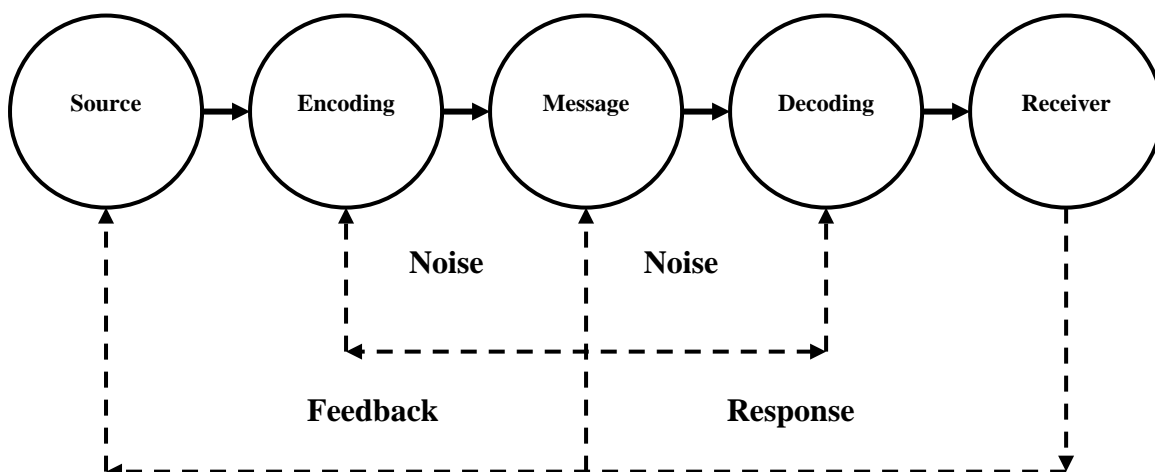 Source Encoding Message Decoding Receiver
Noise Noise
Feedback Response